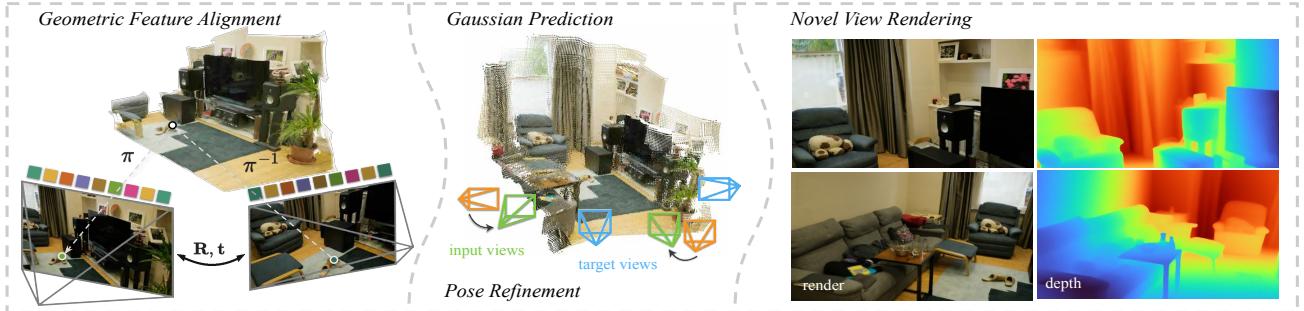 Geometric Feature Alignment
π
π⁻¹
R, t
Gaussian Prediction
input views
target views
Pose Refinement
Novel View Rendering
render
depth